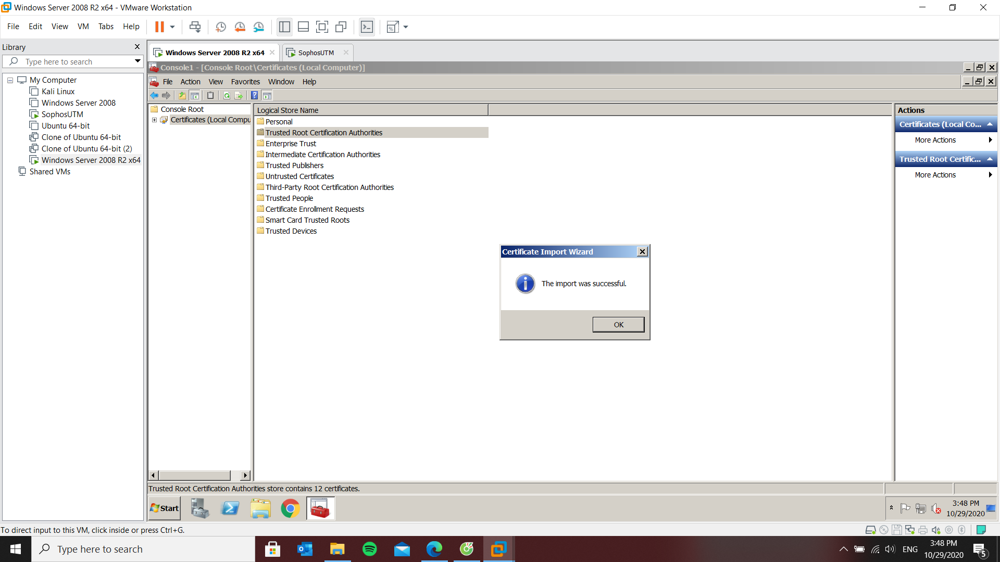 Windows Server 2008 R2 x64 - VMware Workstation
File Edit View VM Tabs Help
Library
Type here to search
My Computer
Kali Linux
Windows Server 2008
SophosUTM
Ubuntu 64-bit
Clone of Ubuntu 64-bit
Clone of Ubuntu 64-bit (2)
Windows Server 2008 R2 x64
Shared VMs
Windows Server 2008 R2 x64 SophosUTM
Console1 - [Console Root\Certificates (Local Computer)]
File Action View Favorites Window Help
Console Root
Certificates (Local Compu
Logical Store Name
Personal
Trusted Root Certification Authorities
Enterprise Trust
Intermediate Certification Authorities
Trusted Publishers
Untrusted Certificates
Third-Party Root Certification Authorities
Trusted People
Certificate Enrollment Requests
Smart Card Trusted Roots
Trusted Devices
Actions
Certificates (Local Co...
More Actions
Trusted Root Certific...
More Actions
Certificate Import Wizard
The import was successful.
OK
Trusted Root Certification Authorities store contains 12 certificates.
Start
3:48 PM
10/29/2020
To direct input to this VM, click inside or press Ctrl+G.
Type here to search
ENG
3:48 PM
10/29/2020
5